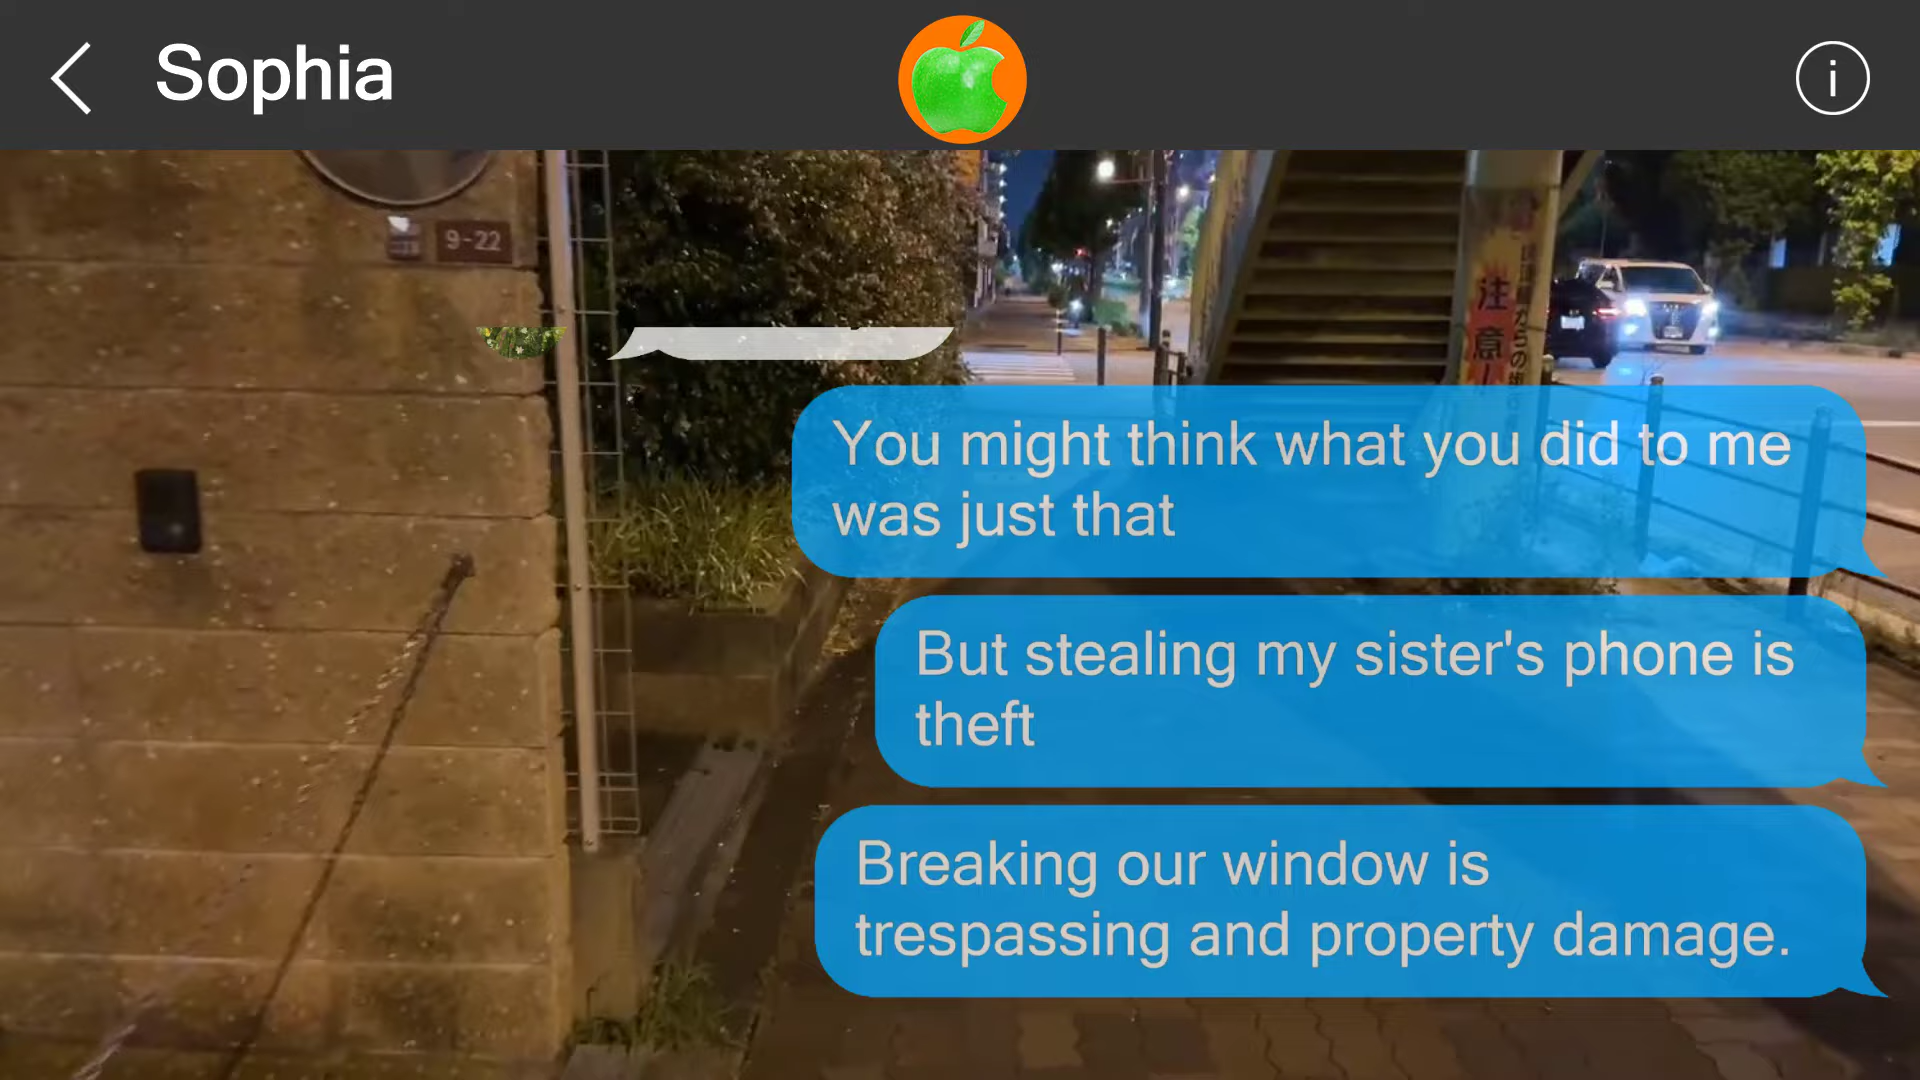 Sophia
i
9-22
注意
You might think what you did to me
was just that
But stealing my sister's phone is
theft
Breaking our window is
trespassing and property damage.